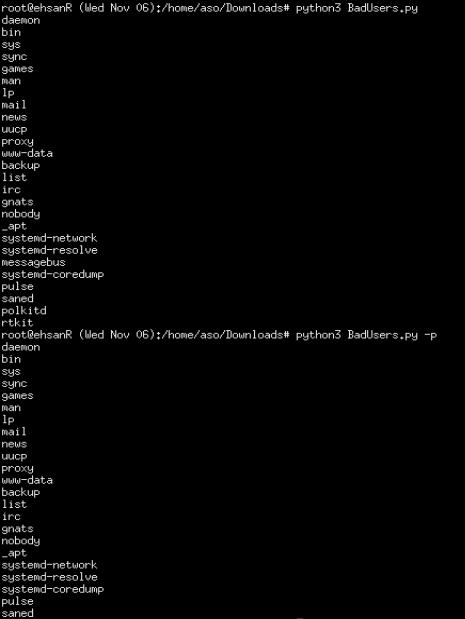 root@ehsanR (Wed Nov 06):/home/aso/Downloads# python3 BadUsers.py
daemon
bin
sys
sync
games
man
lp
mail
news
uucp
proxy
www-data
backup
list
irc
gnats
nobody
_apt
systemd-network
systemd-resolve
messagebus
systemd-coredump
pulse
saned
polkitd
rtkit
root@ehsanR (Wed Nov 06):/home/aso/Downloads# python3 BadUsers.py -p
daemon
bin
sys
sync
games
man
lp
mail
news
uucp
proxy
www-data
backup
list
irc
gnats
nobody
_apt
systemd-network
systemd-resolve
systemd-coredump
pulse
saned